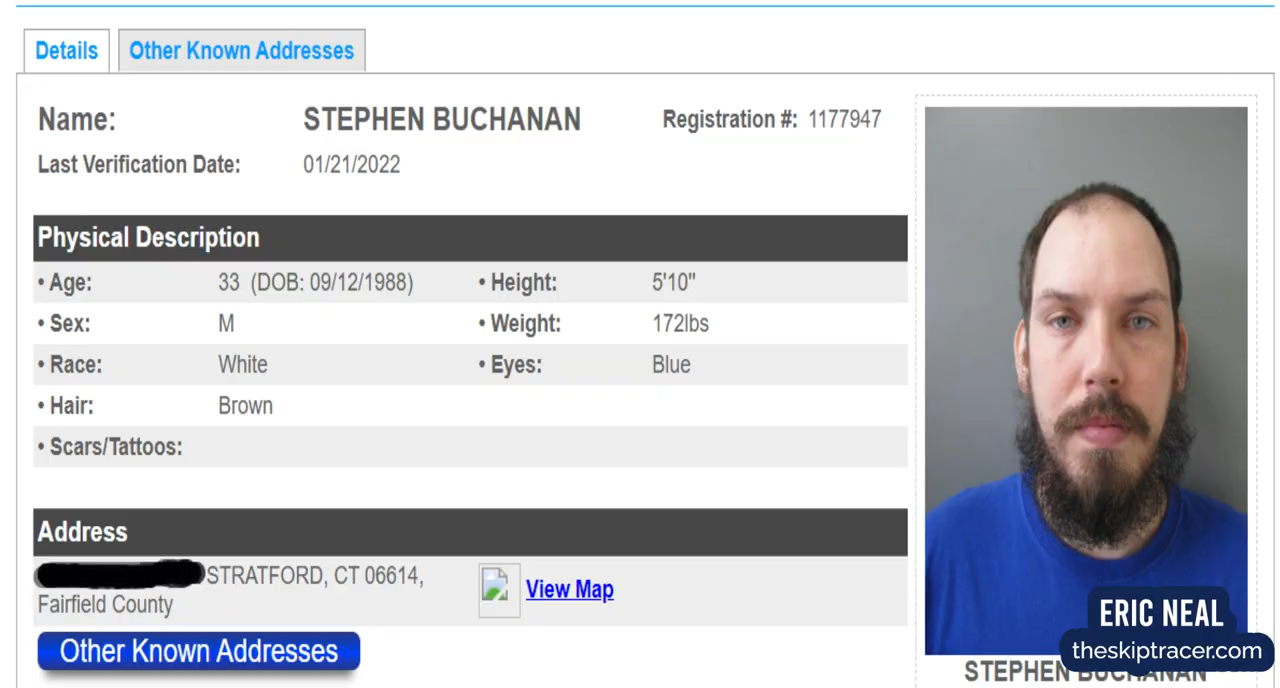 Details
Other Known Addresses
Name: STEPHEN BUCHANAN Registration #: 1177947
Last Verification Date: 01/21/2022
Physical Description
• Age: 33 (DOB: 09/12/1988) • Height: 5'10"
• Sex: M • Weight: 172lbs
• Race: White • Eyes: Blue
• Hair: Brown
• Scars/Tattoos:
Address
STRATFORD, CT 06614,
Fairfield County
View Map
Other Known Addresses
ERIC NEAL
theskiptracer.com
STEPHEN BUCHANAN